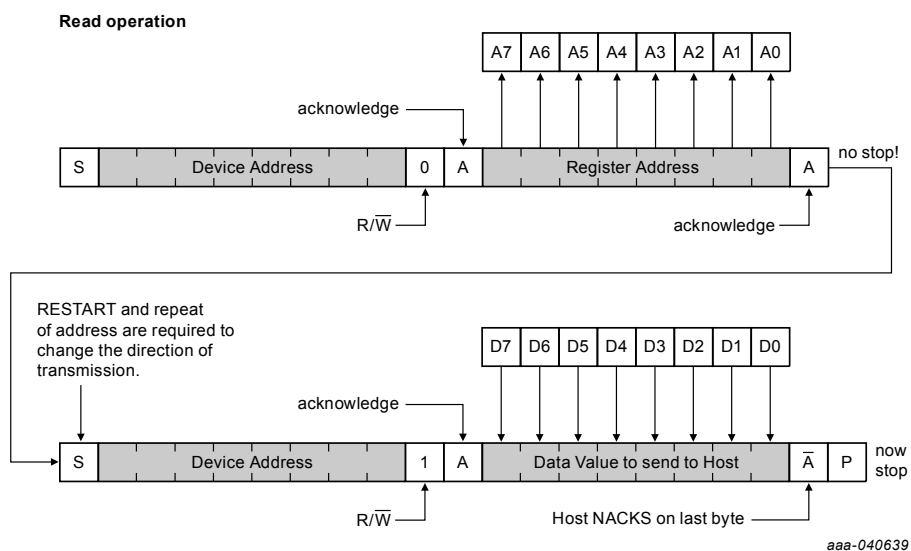 Read operation
A7 A6 A5 A4 A3 A2 A1 A0
acknowledge
S Device Address 0 A Register Address A no stop!
R/W̅ acknowledge
RESTART and repeat
of address are required to
change the direction of
transmission.
D7 D6 D5 D4 D3 D2 D1 D0
acknowledge
S Device Address 1 A Data Value to send to Host A̅ P now
stop
R/W̅ Host NACKS on last byte
aaa-040639